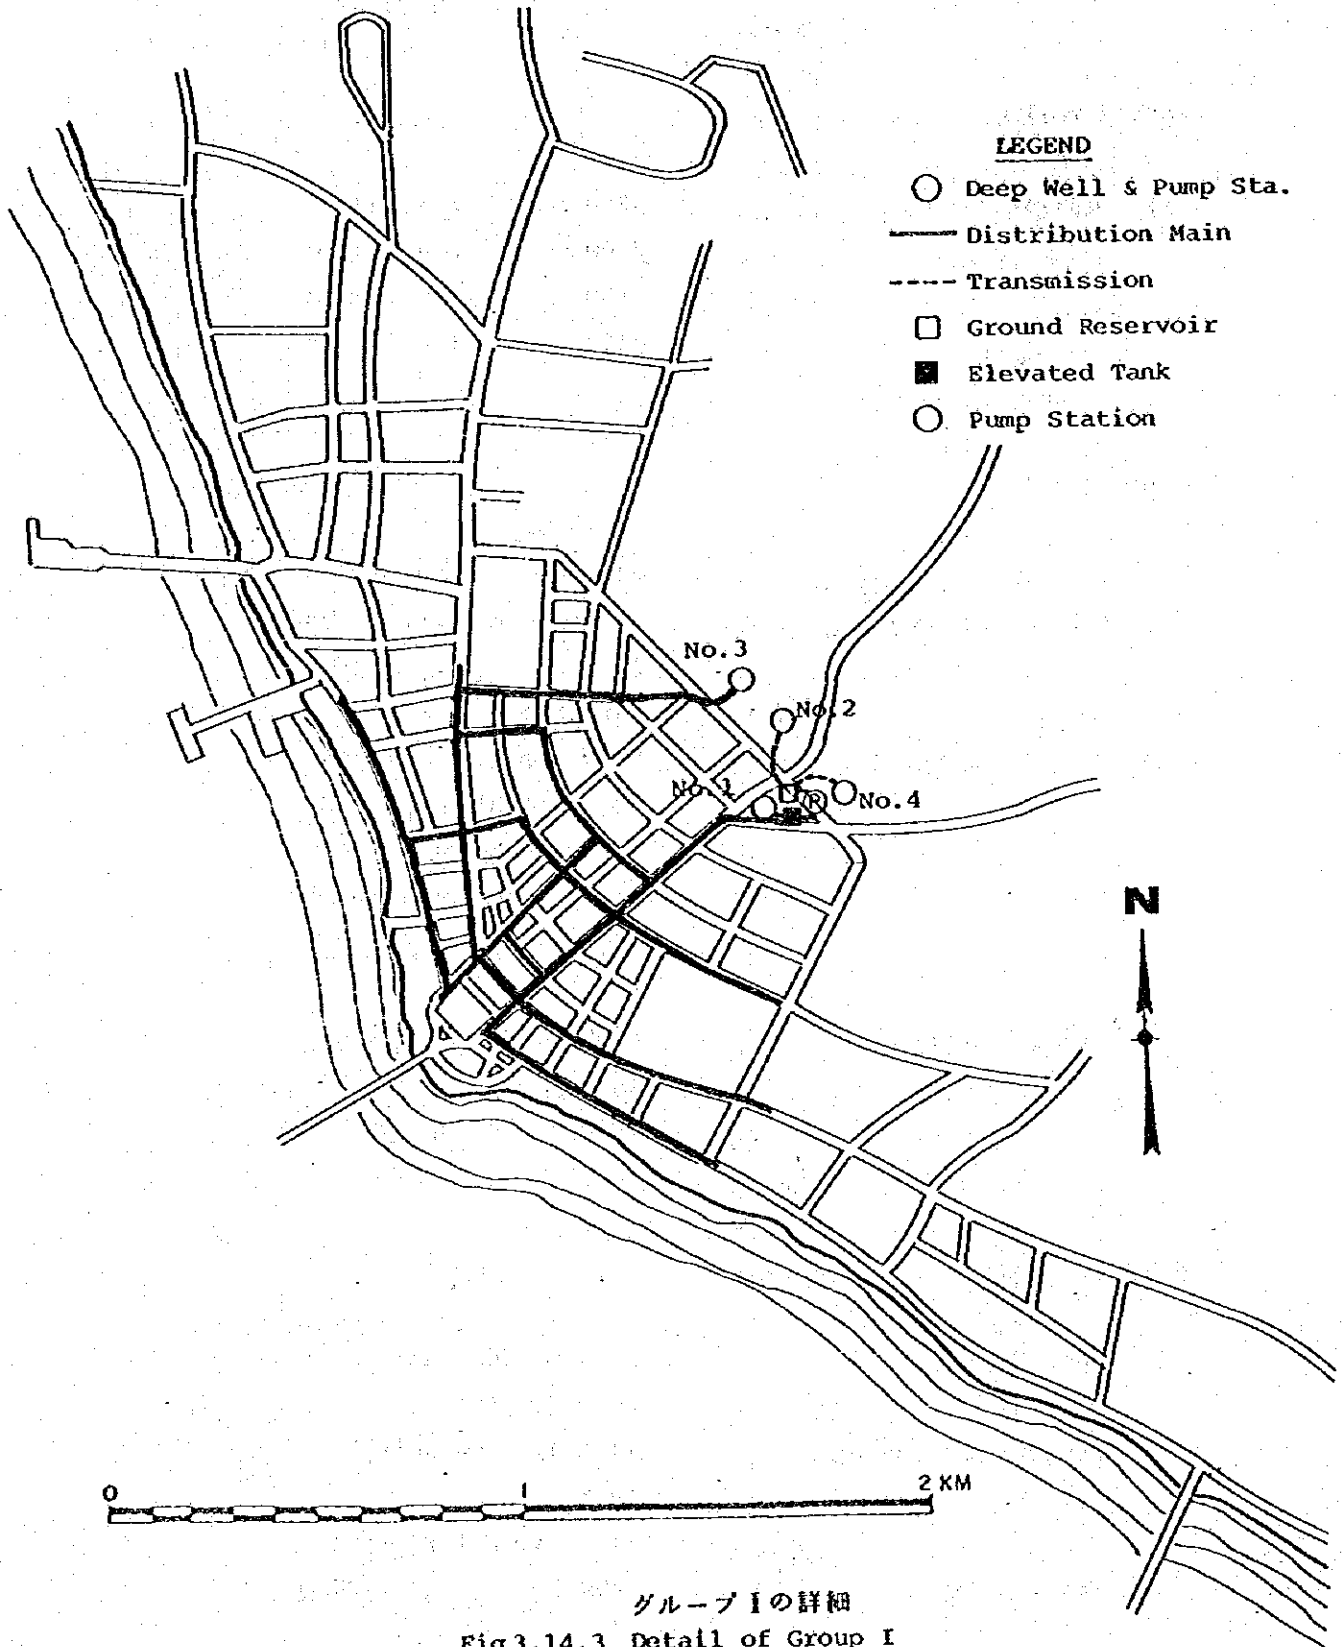 LEGEND
Deep Well & Pump Sta.
Distribution Main
Transmission
Ground Reservoir
Elevated Tank
Pump Station
No.3
No.2
No.1
P
No.4
N
0 1 2 KM
グループ Ⅰの詳細
Fig 3.14.3 Detail of Group I